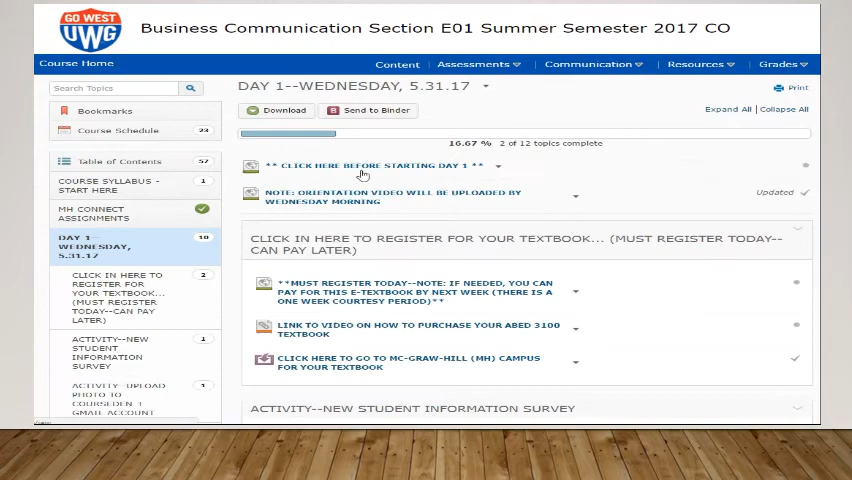 GO WEST
UWG
Business Communication Section E01 Summer Semester 2017 CO
Course Home
Content
Assessments
Communication
Resources
Grades
Search Topics
Bookmarks
Course Schedule
23
Table of Contents
57
COURSE SYLLABUS -
START HERE
1
MH CONNECT
ASSIGNMENTS
DAY 1--
WEDNESDAY,
5.31.17
10
CLICK IN HERE TO
REGISTER FOR
YOUR TEXTBOOK...
(MUST REGISTER
TODAY--CAN PAY
LATER)
2
ACTIVITY--NEW
STUDENT
INFORMATION
SURVEY
1
ACTIVITY--UPLOAD
PHOTO TO
COURSEDEN &
GMAIL ACCOUNT
1
DAY 1--WEDNESDAY, 5.31.17
Print
Download
Send to Binder
Expand All | Collapse All
16.67 % 2 of 12 topics complete
** CLICK HERE BEFORE STARTING DAY 1 **
NOTE: ORIENTATION VIDEO WILL BE UPLOADED BY
WEDNESDAY MORNING
Updated
CLICK IN HERE TO REGISTER FOR YOUR TEXTBOOK... (MUST REGISTER TODAY--
CAN PAY LATER)
**MUST REGISTER TODAY--NOTE: IF NEEDED, YOU CAN
PAY FOR THIS E-TEXTBOOK BY NEXT WEEK (THERE IS A
ONE WEEK COURTESY PERIOD)**
LINK TO VIDEO ON HOW TO PURCHASE YOUR ABED 3100
TEXTBOOK
CLICK HERE TO GO TO MC-GRAW-HILL (MH) CAMPUS
FOR YOUR TEXTBOOK
ACTIVITY--NEW STUDENT INFORMATION SURVEY